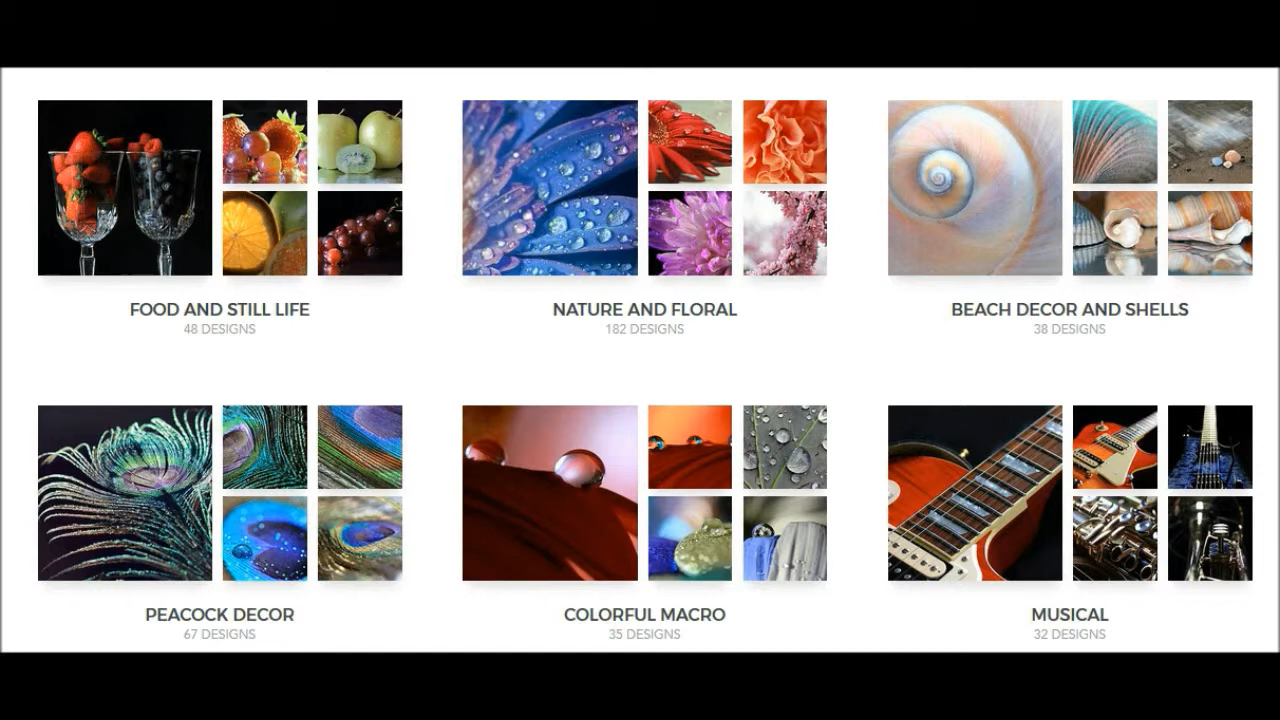 FOOD AND STILL LIFE
48 DESIGNS
NATURE AND FLORAL
182 DESIGNS
BEACH DECOR AND SHELLS
38 DESIGNS
PEACOCK DECOR
67 DESIGNS
COLORFUL MACRO
35 DESIGNS
MUSICAL
32 DESIGNS